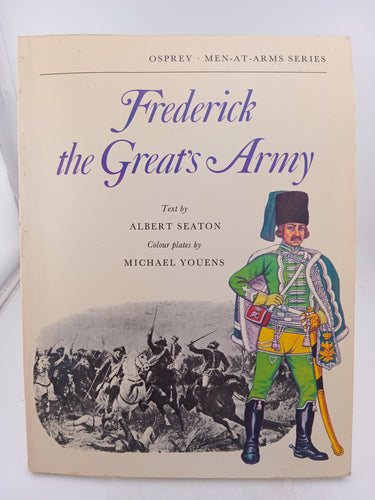 OSPREY · MEN-AT-ARMS SERIES
Frederick
the Great's Army
Text by
ALBERT SEATON
Colour plates by
MICHAEL YOUENS